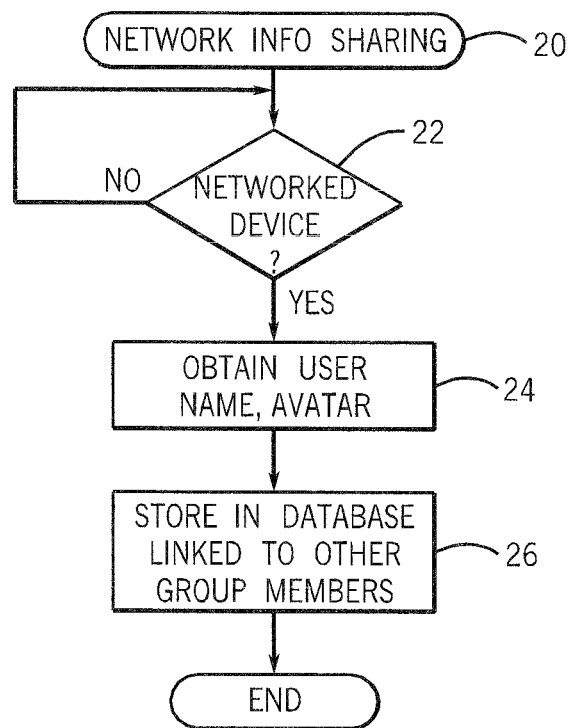 NETWORK INFO SHARING
20
22
NO
NETWORKED
DEVICE
?
YES
OBTAIN USER
NAME, AVATAR
24
STORE IN DATABASE
LINKED TO OTHER
GROUP MEMBERS
26
END